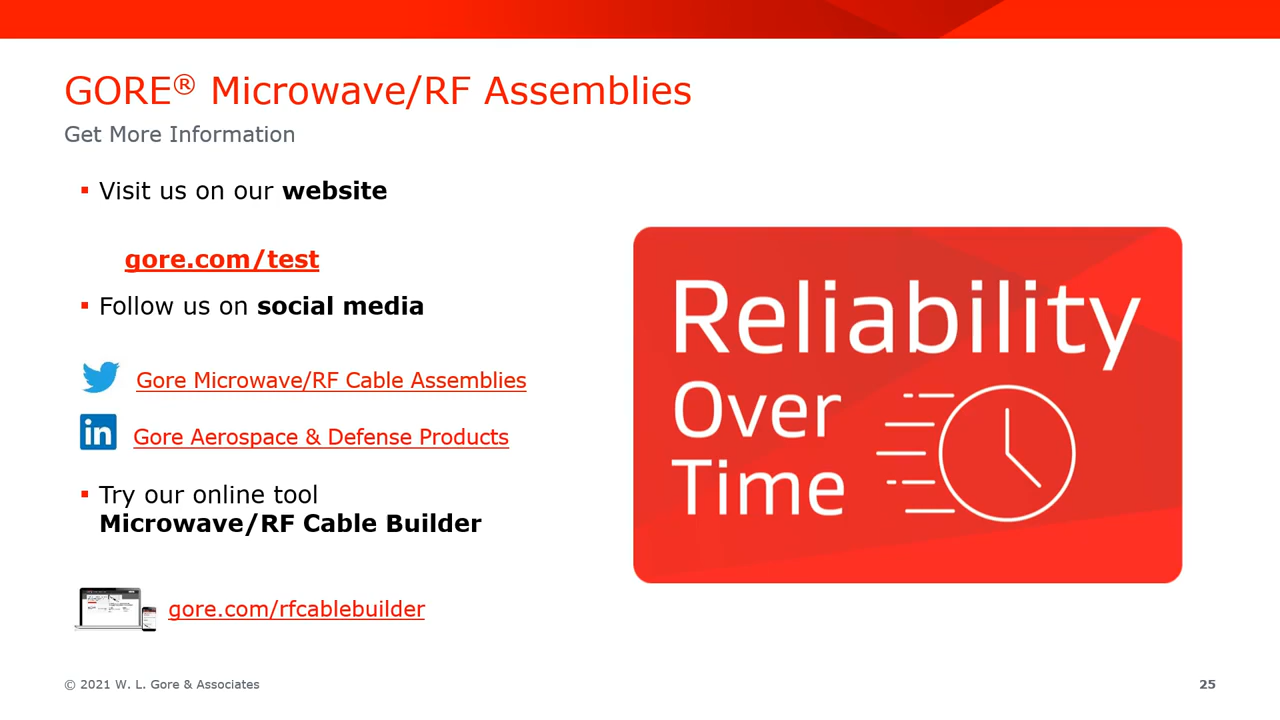 GORE® Microwave/RF Assemblies
Get More Information
▪ Visit us on our website
gore.com/test
▪ Follow us on social media
Gore Microwave/RF Cable Assemblies
in Gore Aerospace & Defense Products
▪ Try our online tool
Microwave/RF Cable Builder
gore.com/rfcablebuilder
Reliability
Over
Time
© 2021 W. L. Gore & Associates
25